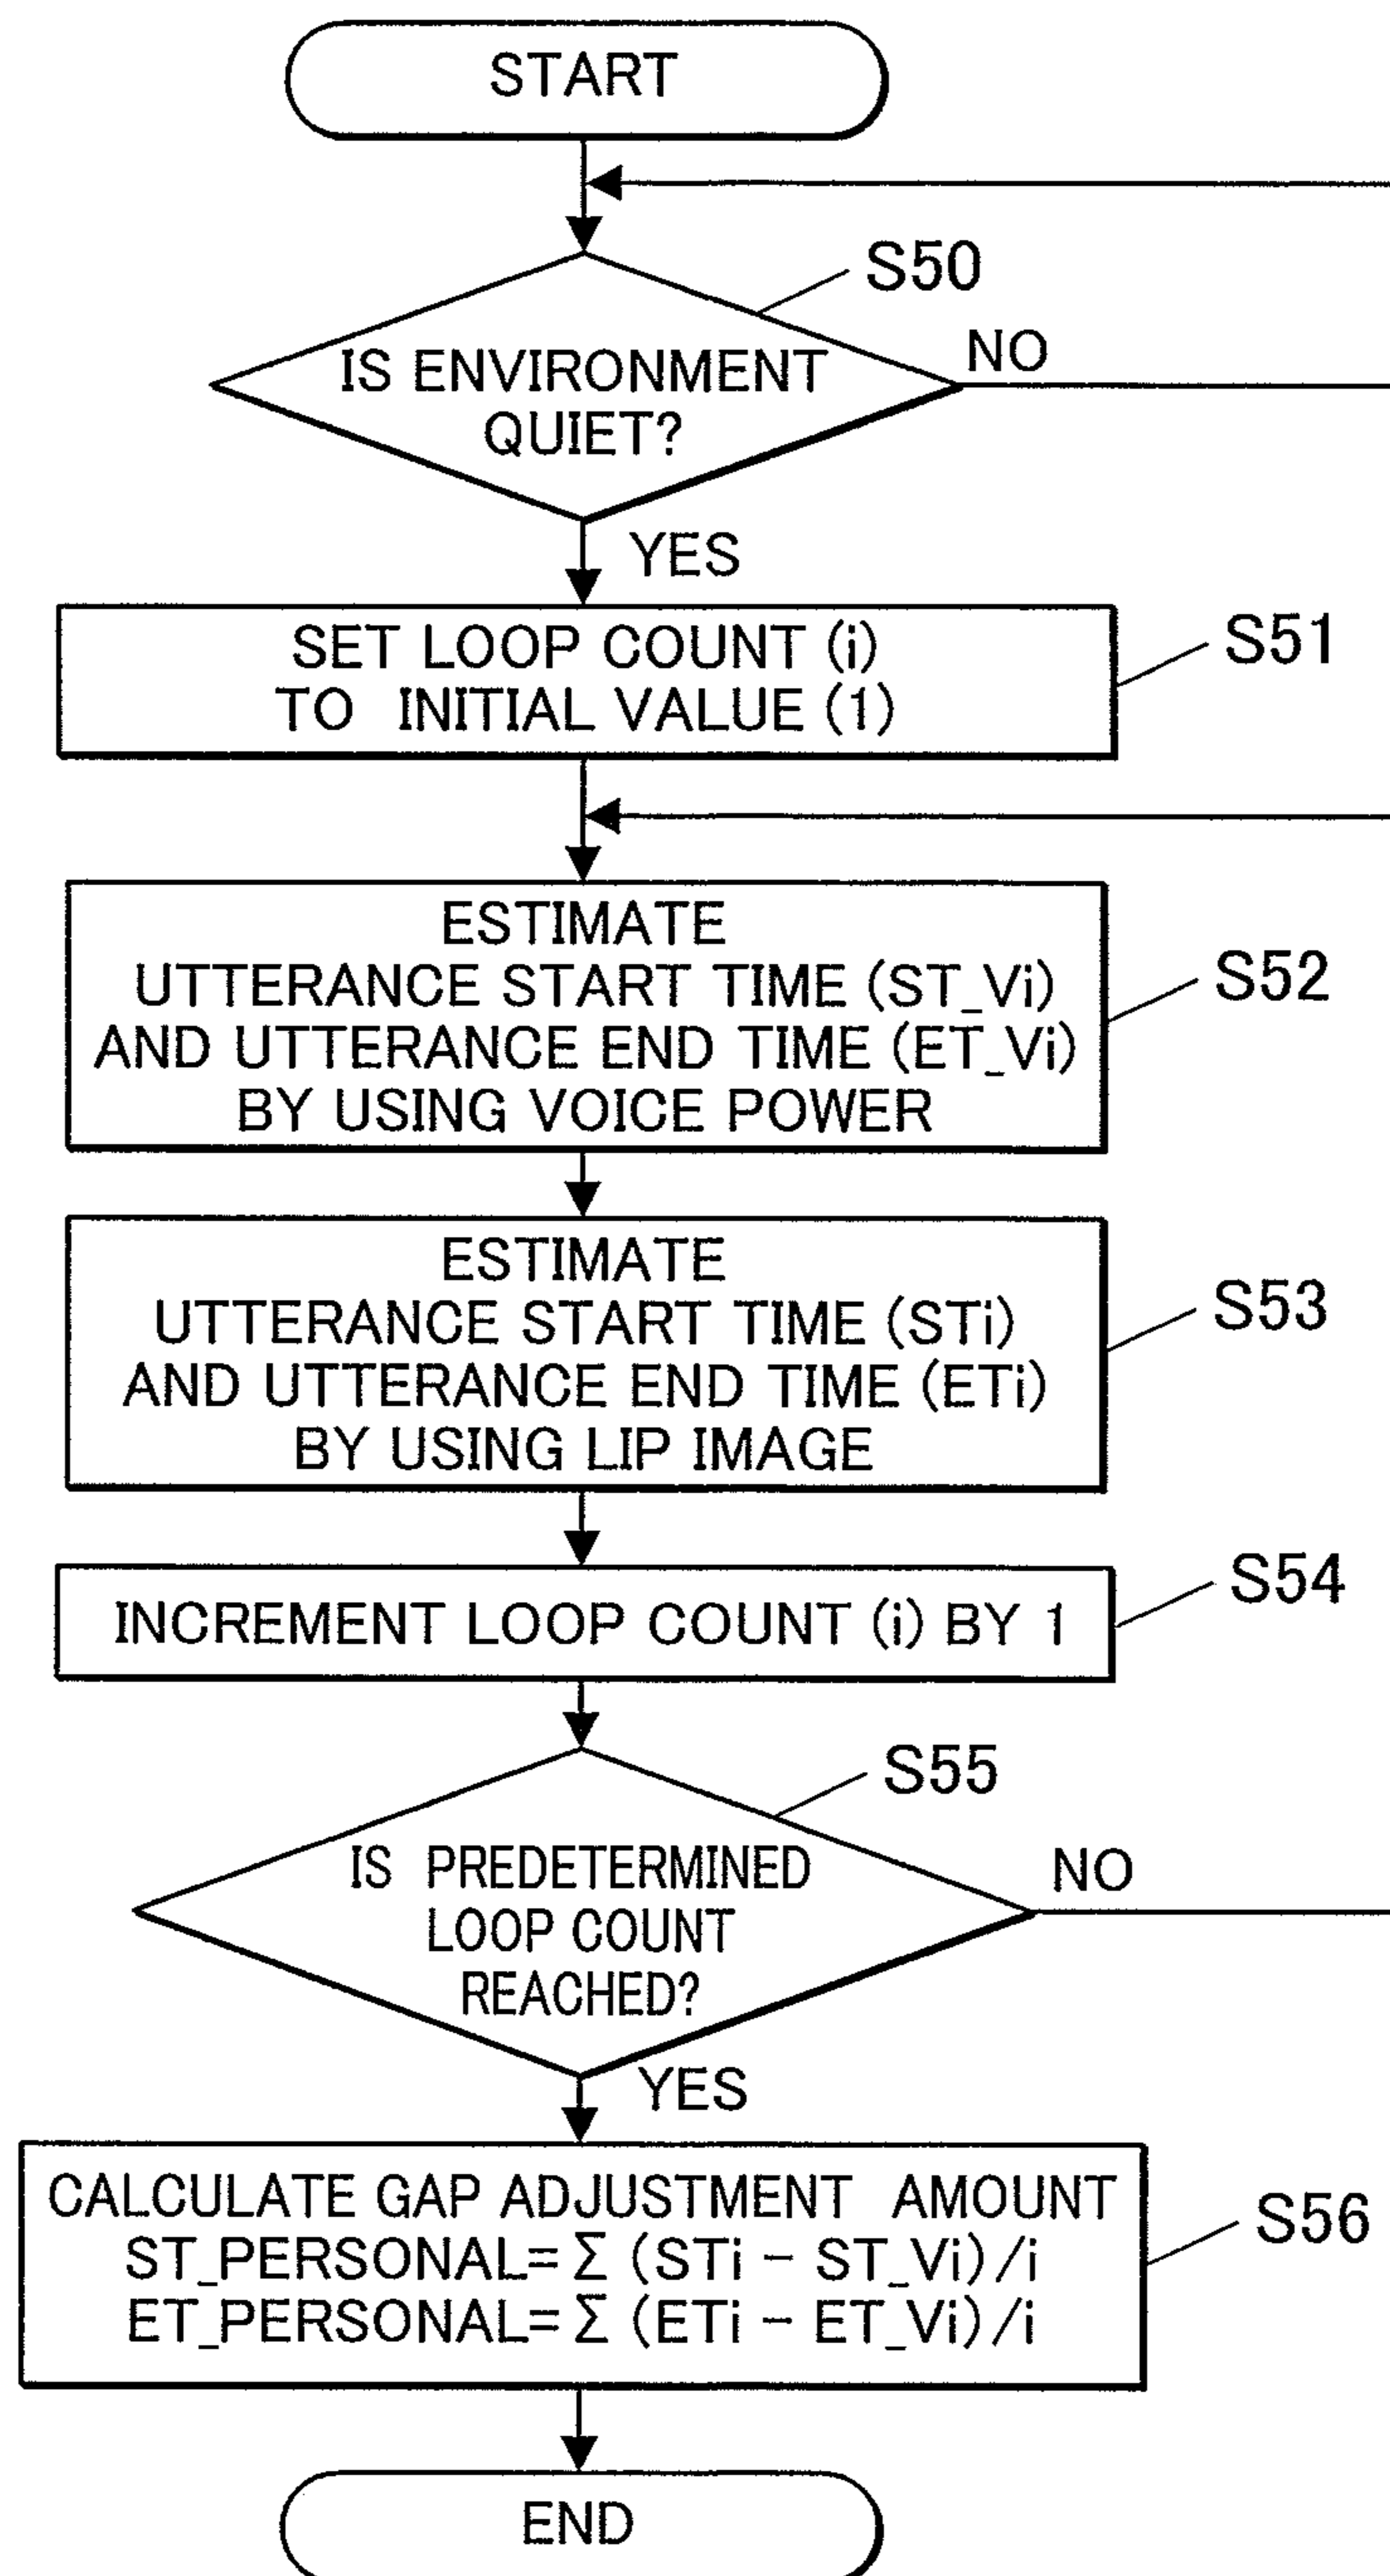 START
S50
IS ENVIRONMENT
QUIET?
NO
YES
SET LOOP COUNT (i)
TO INITIAL VALUE (1)
S51
ESTIMATE
UTTERANCE START TIME (ST_Vi)
AND UTTERANCE END TIME (ET_Vi)
BY USING VOICE POWER
S52
ESTIMATE
UTTERANCE START TIME (STi)
AND UTTERANCE END TIME (ETi)
BY USING LIP IMAGE
S53
INCREMENT LOOP COUNT (i) BY 1
S54
S55
IS PREDETERMINED
LOOP COUNT
REACHED?
NO
YES
CALCULATE GAP ADJUSTMENT AMOUNT
ST_PERSONAL=Σ (STi − ST_Vi)/i
ET_PERSONAL=Σ (ETi − ET_Vi)/i
S56
END